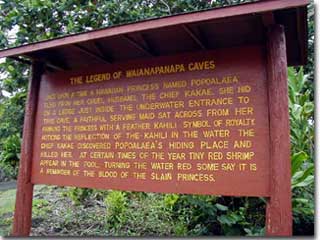 THE LEGEND OF WAIANAPANAPA CAVES
ONCE UPON A TIME A HAWAIIAN PRINCESS NAMED POPOALAEA
FLED FROM HER CRUEL HUSBAND, THE CHIEF KAKAE. SHE HID
ON A LEDGE JUST INSIDE THE UNDERWATER ENTRANCE TO
THIS CAVE. A FAITHFUL SERVING MAID SAT ACROSS FROM HER
FANNING THE PRINCESS WITH A FEATHER KAHILI, SYMBOL OF ROYALTY.
NOTICING THE REFLECTION OF THE KAHILI IN THE WATER THE
CHIEF KAKAE DISCOVERED POPOALAEA'S HIDING PLACE AND
KILLED HER. AT CERTAIN TIMES OF THE YEAR TINY RED SHRIMP
APPEAR IN THE POOL, TURNING THE WATER RED. SOME SAY IT IS
A REMINDER OF THE BLOOD OF THE SLAIN PRINCESS.